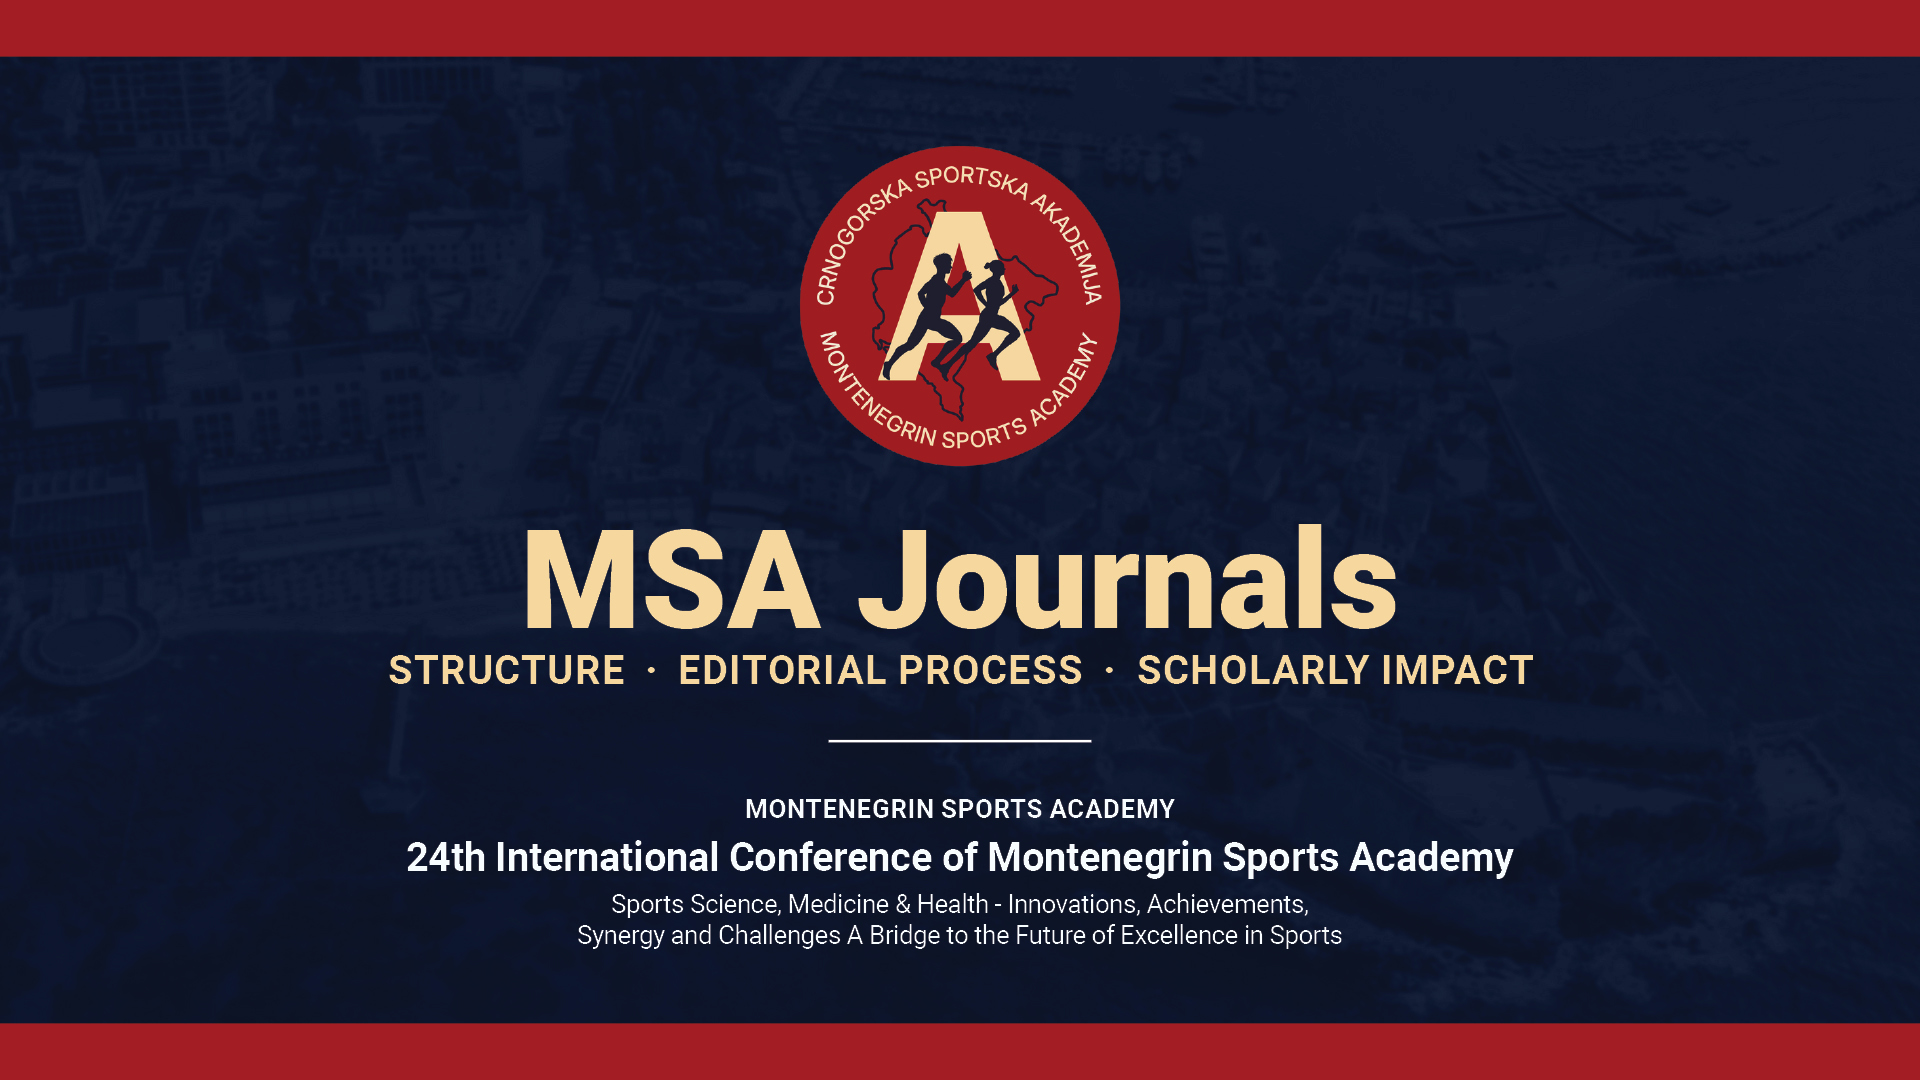 CRNOGORSKA SPORTSKA AKADEMIJA
MONTENEGRIN SPORTS ACADEMY
MSA Journals
STRUCTURE · EDITORIAL PROCESS · SCHOLARLY IMPACT
MONTENEGRIN SPORTS ACADEMY
24th International Conference of Montenegrin Sports Academy
Sports Science, Medicine & Health - Innovations, Achievements,
Synergy and Challenges A Bridge to the Future of Excellence in Sports